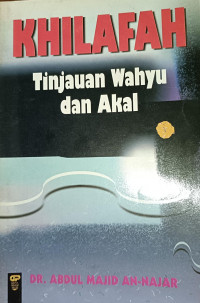 KHILAFAH
Tinjauan Wahyu
dan Akal
DR. ABDUL MAJID AN-NAJAR